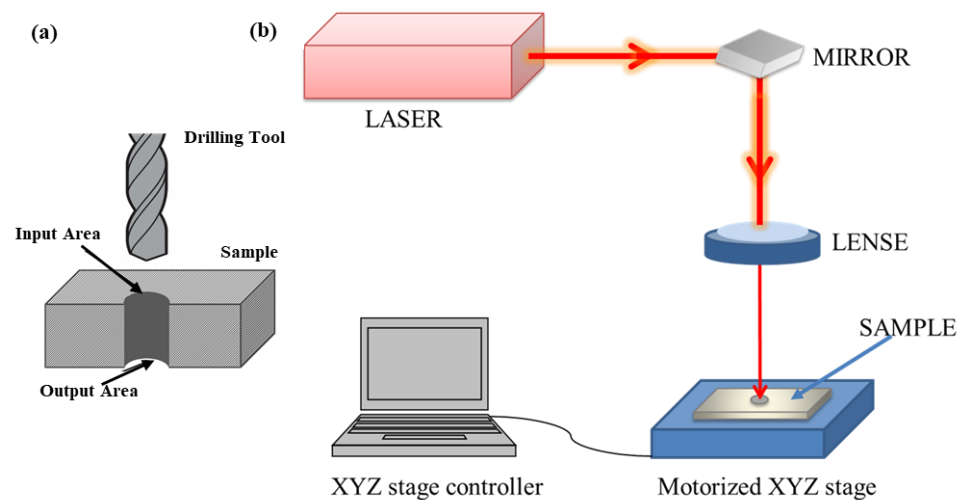 (a)
Drilling Tool
Input Area
Sample
Output Area
(b)
LASER
MIRROR
LENSE
SAMPLE
XYZ stage controller
Motorized XYZ stage